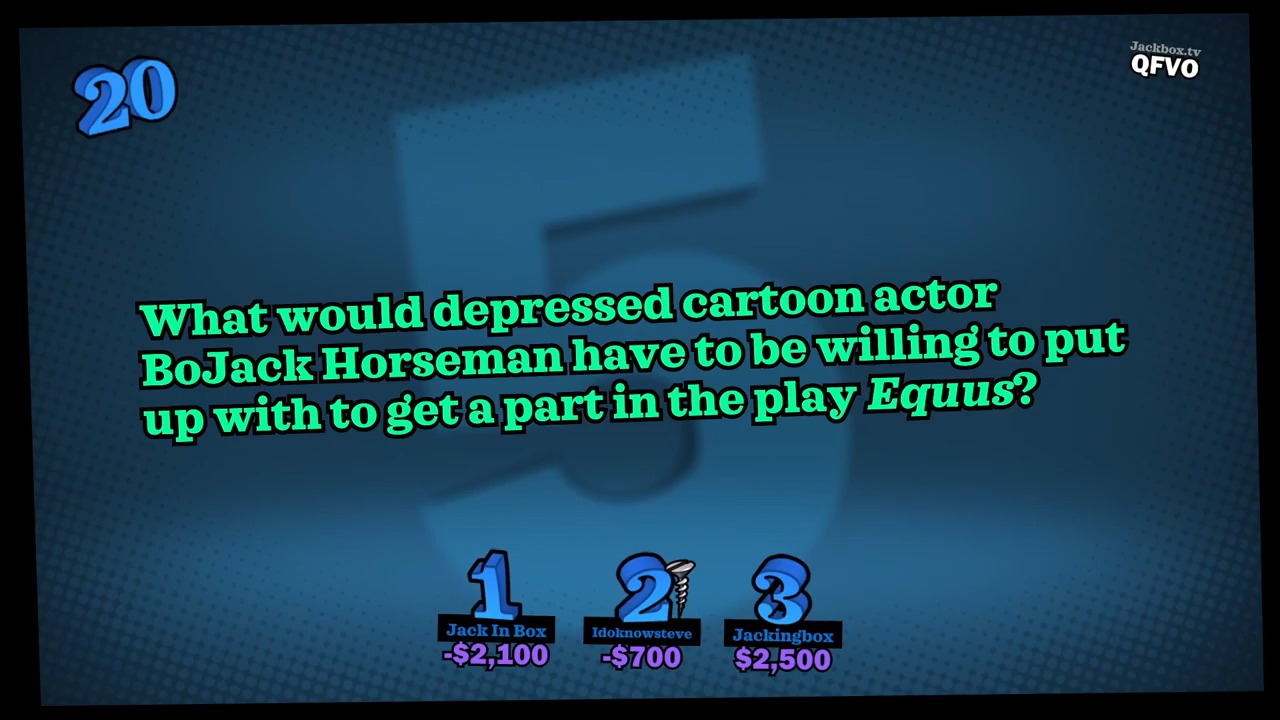 20
Jackbox.tv
QFVO
What would depressed cartoon actor
BoJack Horseman have to be willing to put
up with to get a part in the play Equus?
1
2
3
Jack In Box
Idoknowsteve
Jackingbox
-$2,100
-$700
$2,500
5